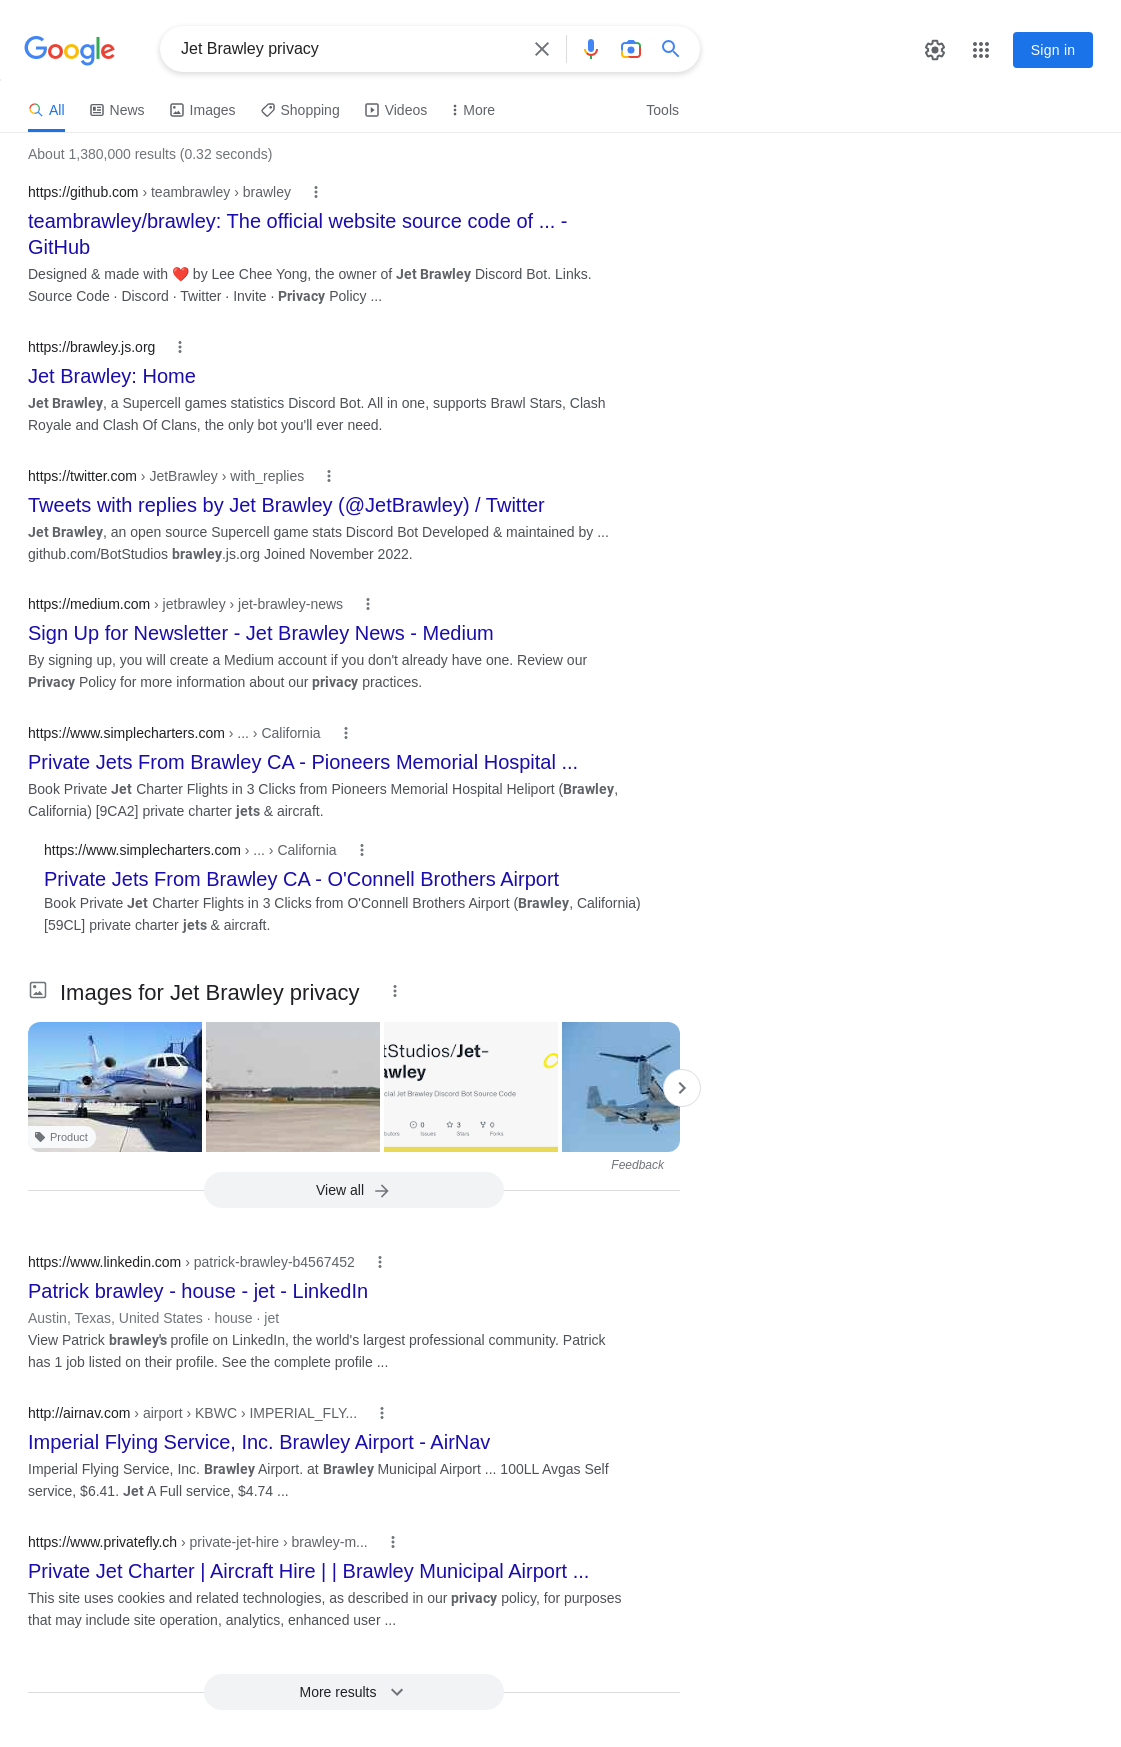 Google
Jet Brawley privacy
Sign in
All
News
Images
Shopping
Videos
More
Tools
About 1,380,000 results (0.32 seconds)
https://github.com › teambrawley › brawley
teambrawley/brawley: The official website source code of ... -
GitHub
Designed & made with ❤️ by Lee Chee Yong, the owner of Jet Brawley Discord Bot. Links.
Source Code · Discord · Twitter · Invite · Privacy Policy ...
https://brawley.js.org
Jet Brawley: Home
Jet Brawley, a Supercell games statistics Discord Bot. All in one, supports Brawl Stars, Clash
Royale and Clash Of Clans, the only bot you'll ever need.
https://twitter.com › JetBrawley › with_replies
Tweets with replies by Jet Brawley (@JetBrawley) / Twitter
Jet Brawley, an open source Supercell game stats Discord Bot Developed & maintained by ...
github.com/BotStudios brawley.js.org Joined November 2022.
https://medium.com › jetbrawley › jet-brawley-news
Sign Up for Newsletter - Jet Brawley News - Medium
By signing up, you will create a Medium account if you don't already have one. Review our
Privacy Policy for more information about our privacy practices.
https://www.simplecharters.com › ... › California
Private Jets From Brawley CA - Pioneers Memorial Hospital ...
Book Private Jet Charter Flights in 3 Clicks from Pioneers Memorial Hospital Heliport (Brawley,
California) [9CA2] private charter jets & aircraft.
https://www.simplecharters.com › ... › California
Private Jets From Brawley CA - O'Connell Brothers Airport
Book Private Jet Charter Flights in 3 Clicks from O'Connell Brothers Airport (Brawley, California)
[59CL] private charter jets & aircraft.
Images for Jet Brawley privacy
tStudios/Jet-
awley
cial Jet Brawley Discord Bot Source Code
0 3 0
butors Issues Stars Forks
Product
Feedback
View all
https://www.linkedin.com › patrick-brawley-b4567452
Patrick brawley - house - jet - LinkedIn
Austin, Texas, United States · house · jet
View Patrick brawley's profile on LinkedIn, the world's largest professional community. Patrick
has 1 job listed on their profile. See the complete profile ...
http://airnav.com › airport › KBWC › IMPERIAL_FLY...
Imperial Flying Service, Inc. Brawley Airport - AirNav
Imperial Flying Service, Inc. Brawley Airport. at Brawley Municipal Airport ... 100LL Avgas Self
service, $6.41. Jet A Full service, $4.74 ...
https://www.privatefly.ch › private-jet-hire › brawley-m...
Private Jet Charter | Aircraft Hire | | Brawley Municipal Airport ...
This site uses cookies and related technologies, as described in our privacy policy, for purposes
that may include site operation, analytics, enhanced user ...
More results